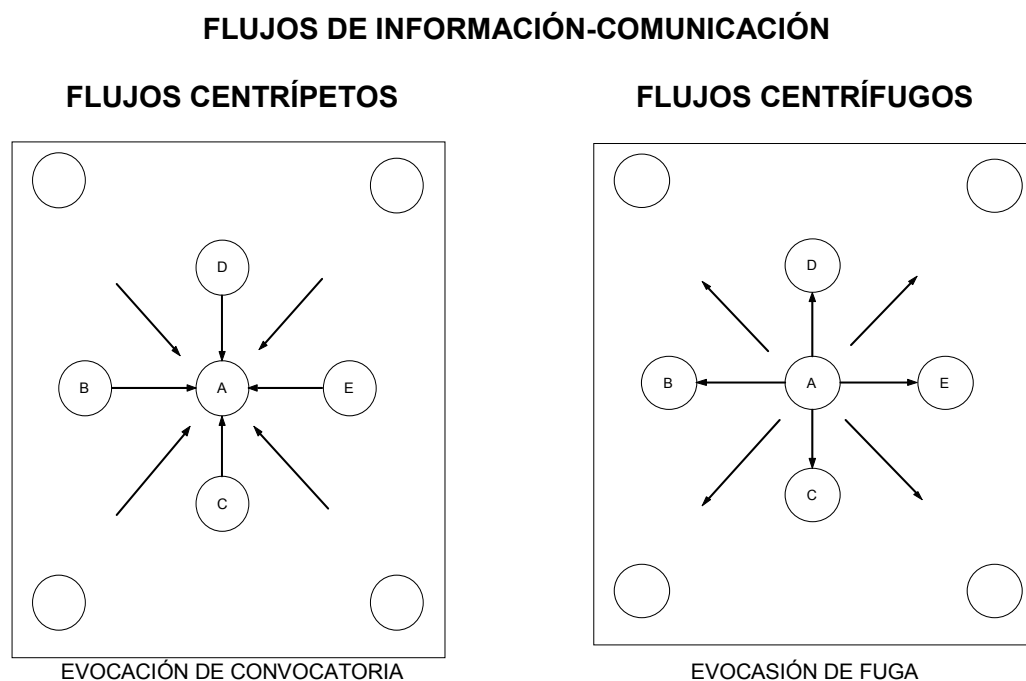 FLUJOS DE INFORMACIÓN-COMUNICACIÓN
FLUJOS CENTRÍPETOS
D
B
A
E
C
EVOCACIÓN DE CONVOCATORIA
FLUJOS CENTRÍFUGOS
D
B
A
E
C
EVOCASIÓN DE FUGA